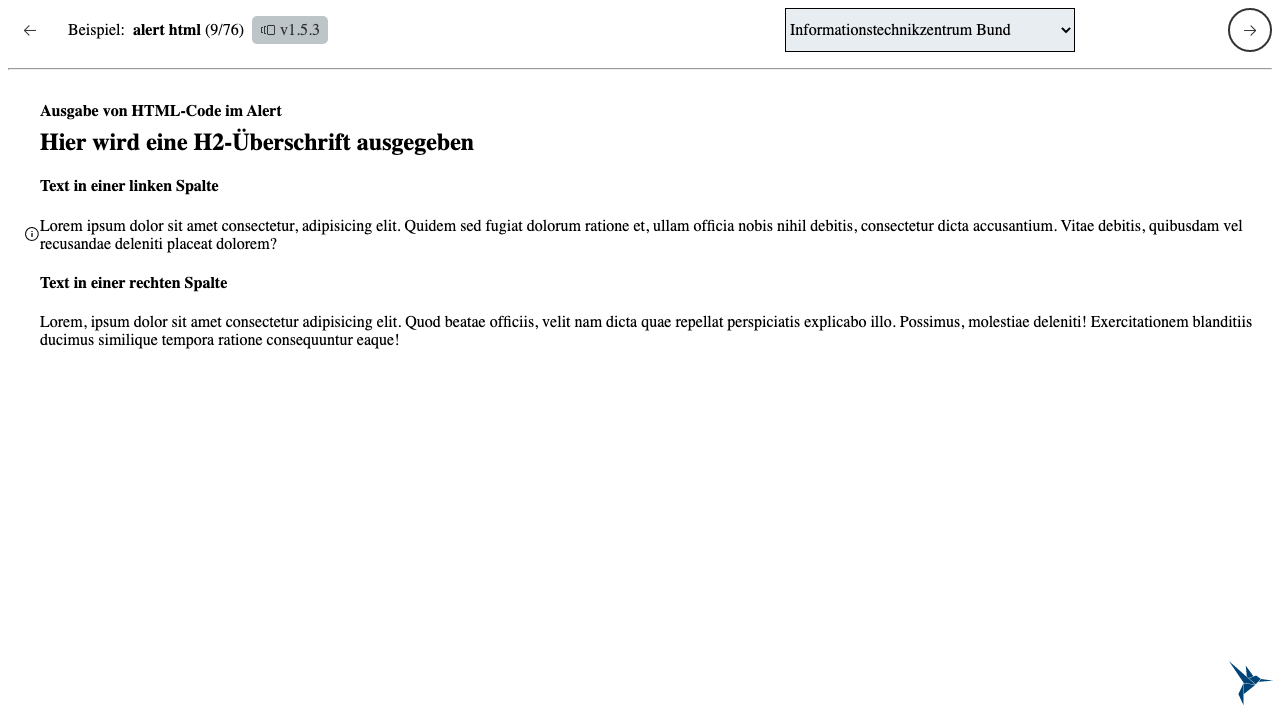 Beispiel: alert html (9/76) v1.5.3 Informationstechnikzentrum Bund
Ausgabe von HTML-Code im Alert
Hier wird eine H2-Überschrift ausgegeben
Text in einer linken Spalte
Lorem ipsum dolor sit amet consectetur, adipisicing elit. Quidem sed fugiat dolorum ratione et, ullam officia nobis nihil debitis, consectetur dicta accusantium. Vitae debitis, quibusdam vel
recusandae deleniti placeat dolorem?
Text in einer rechten Spalte
Lorem, ipsum dolor sit amet consectetur adipisicing elit. Quod beatae officiis, velit nam dicta quae repellat perspiciatis explicabo illo. Possimus, molestiae deleniti! Exercitationem blanditiis
ducimus similique tempora ratione consequuntur eaque!